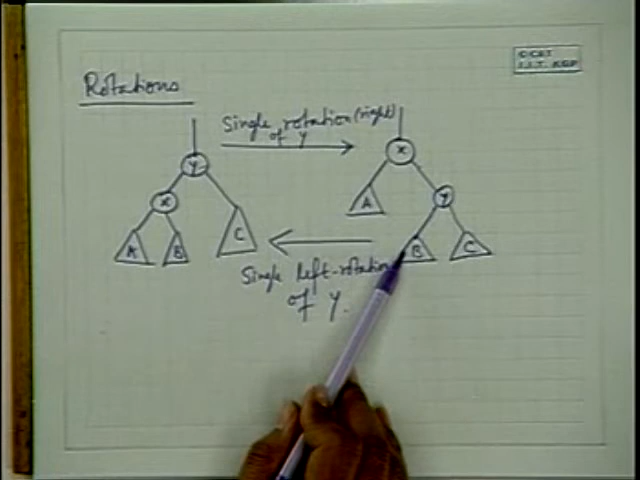 © CET
I.I.T. KGP
Rotations
Single rotation (right)
of Y
Y
X
A
B
C
X
A
Y
B
C
Single left-rotation
of Y.